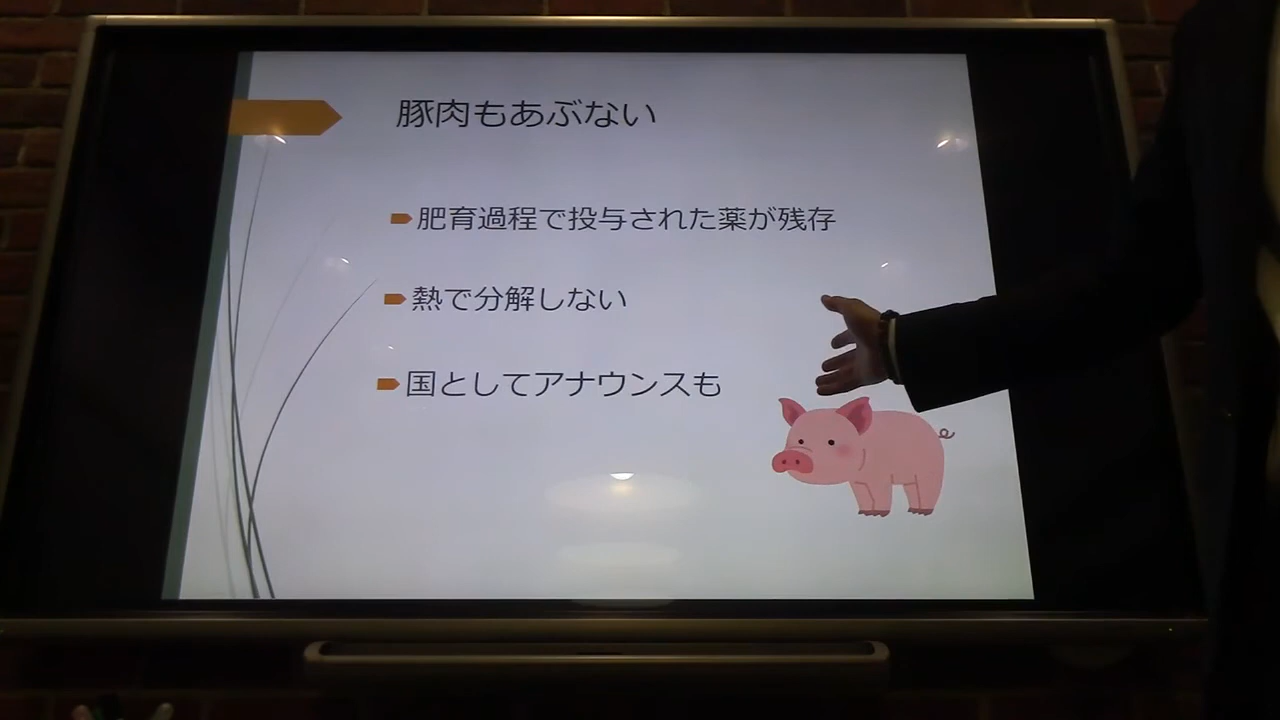 豚肉もあぶない
肥育過程で投与された薬が残存
熱で分解しない
国としてアナウンスも